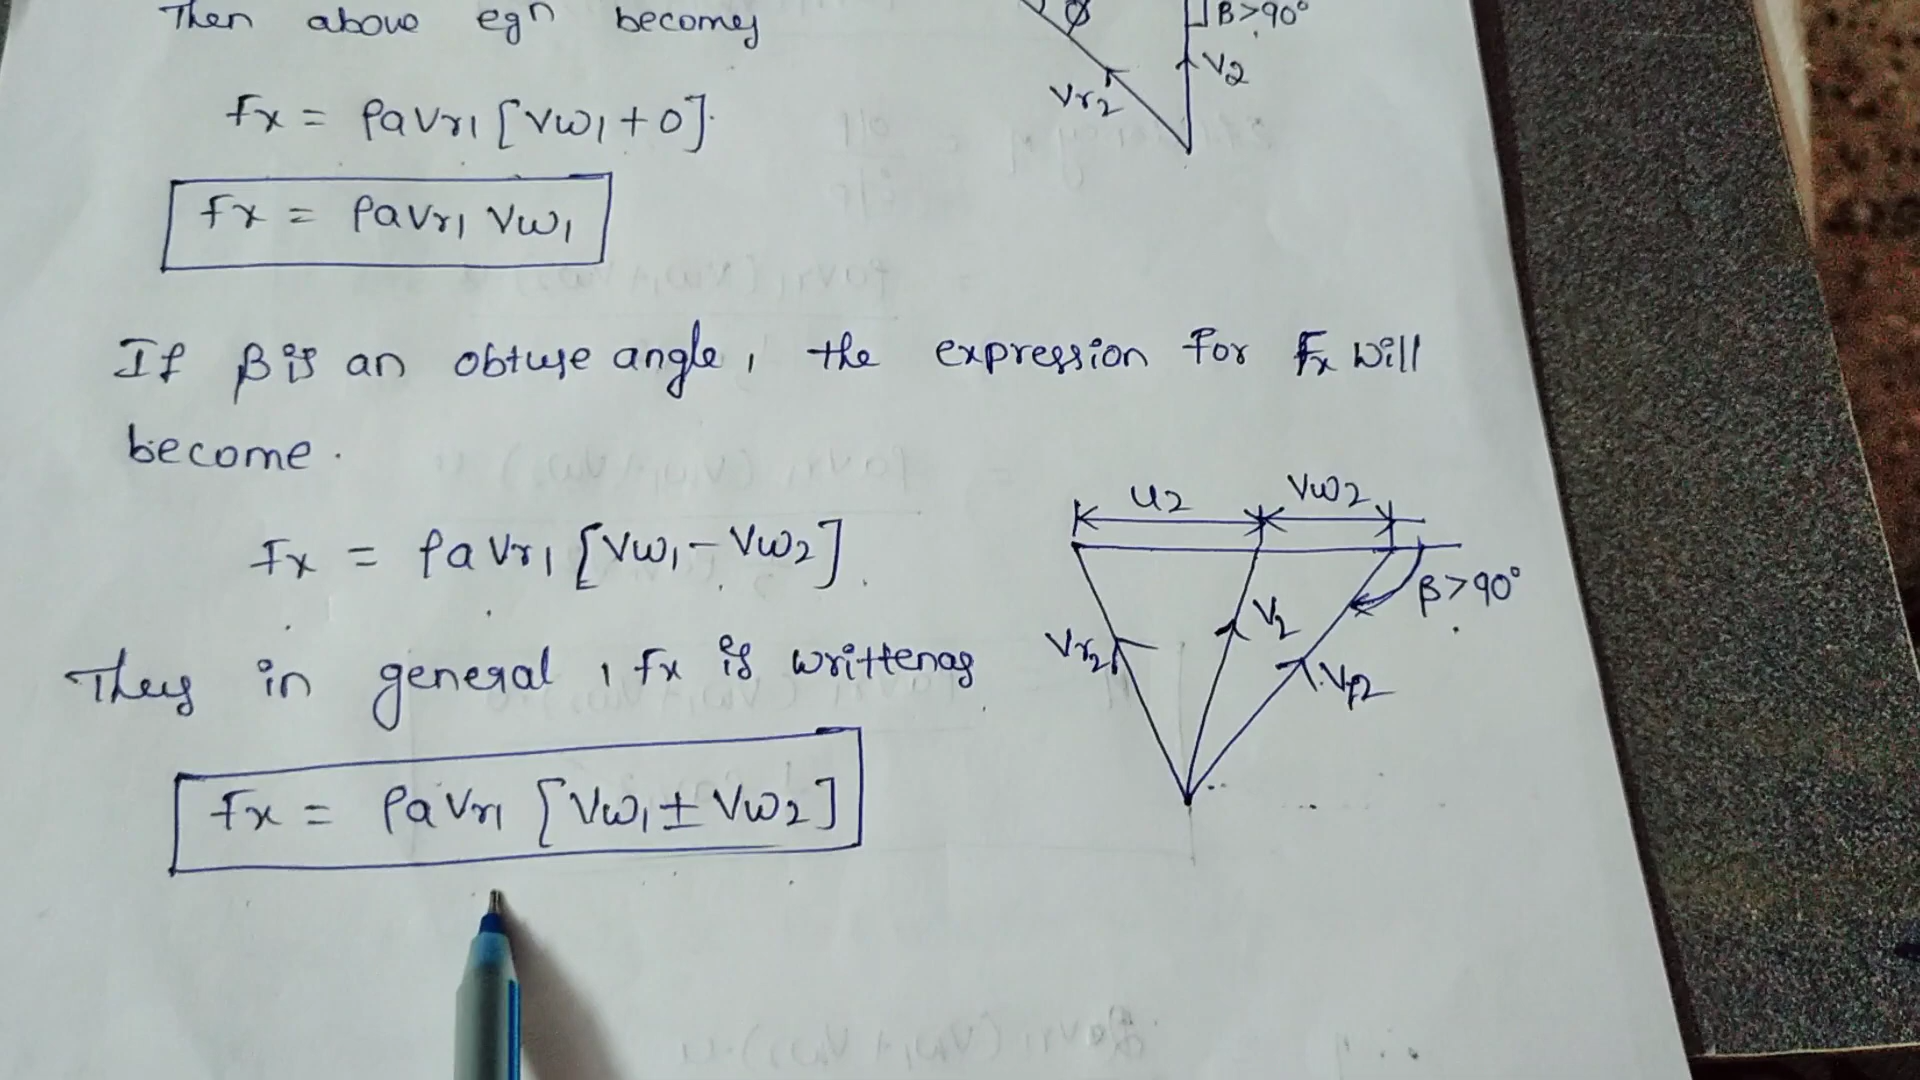 Then above eqn becomes
Fx = ρaVr1 [Vw1 + 0].
Fx = ρaVr1 Vw1
ϕ
β>90°
V2
Vr2
If β is an obtuse angle, the expression for Fx will
become.
Fx = ρaVr1 [Vw1 - Vw2].
u2
Vw2
β>90°
Vr2
V2
Vf2
Thus in general, Fx is written as
Fx = ρaVr1 [Vw1 ± Vw2]